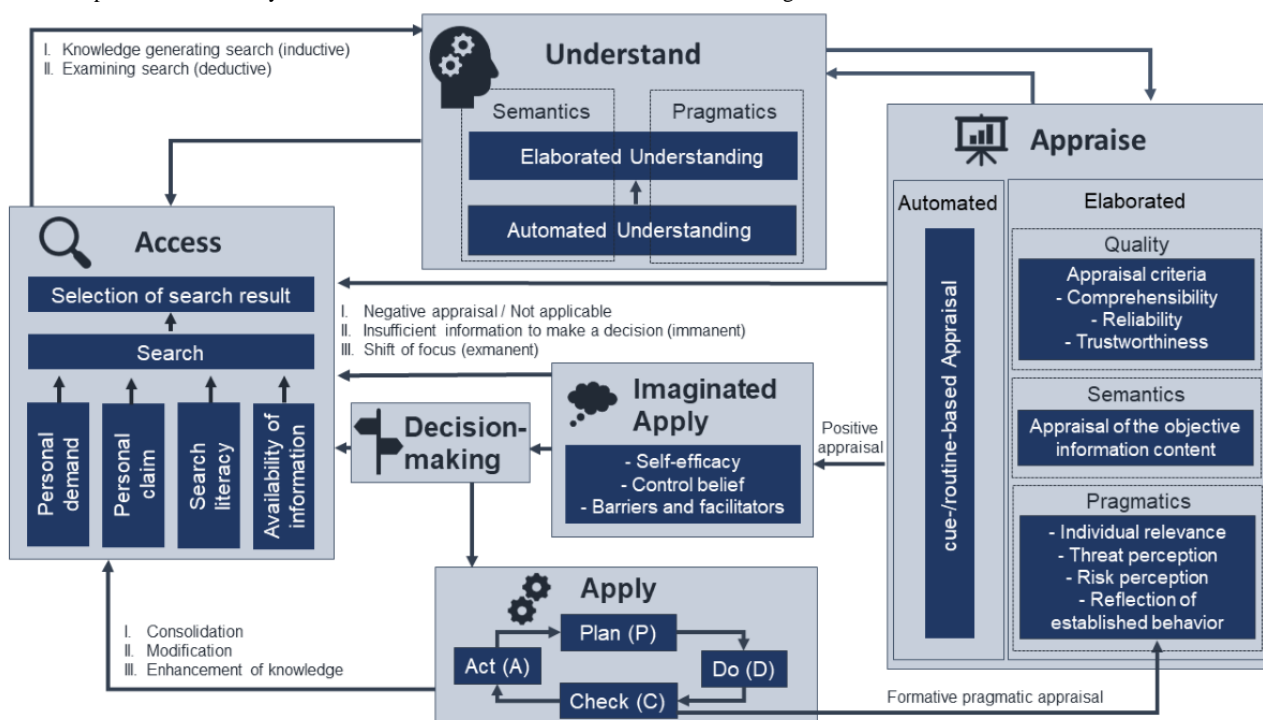 I. Knowledge generating search (inductive)
II. Examining search (deductive)
Understand
Semantics
Pragmatics
Elaborated Understanding
Automated Understanding
Appraise
Automated
cue-/routine-based Appraisal
Elaborated
Quality
Appraisal criteria
- Comprehensibility
- Reliability
- Trustworthiness
Semantics
Appraisal of the objective
information content
Pragmatics
- Individual relevance
- Threat perception
- Risk perception
- Reflection of
established behavior
Access
Selection of search result
Search
Personal
demand
Personal
claim
Search
literacy
Availability of
information
I. Negative appraisal / Not applicable
II. Insufficient information to make a decision (immanent)
III. Shift of focus (exmanent)
Imaginated
Apply
- Self-efficacy
- Control belief
- Barriers and facilitators
Positive
appraisal
Decision-
making
Apply
Plan (P)
Do (D)
Check (C)
Act (A)
I. Consolidation
II. Modification
III. Enhancement of knowledge
Formative pragmatic appraisal